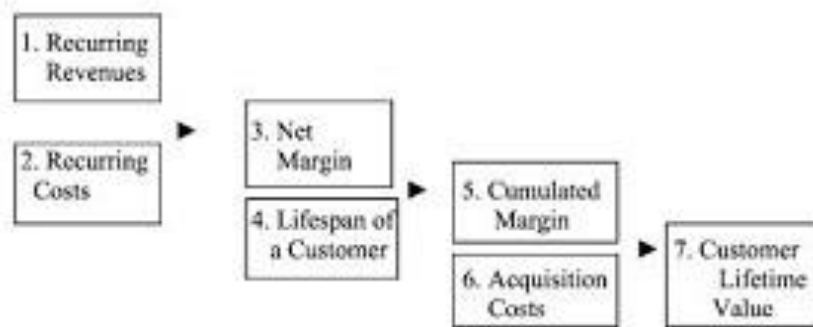 1. Recurring
Revenues
2. Recurring
Costs
3. Net
Margin
4. Lifespan of
a Customer
5. Cumulated
Margin
6. Acquisition
Costs
7. Customer
Lifetime
Value